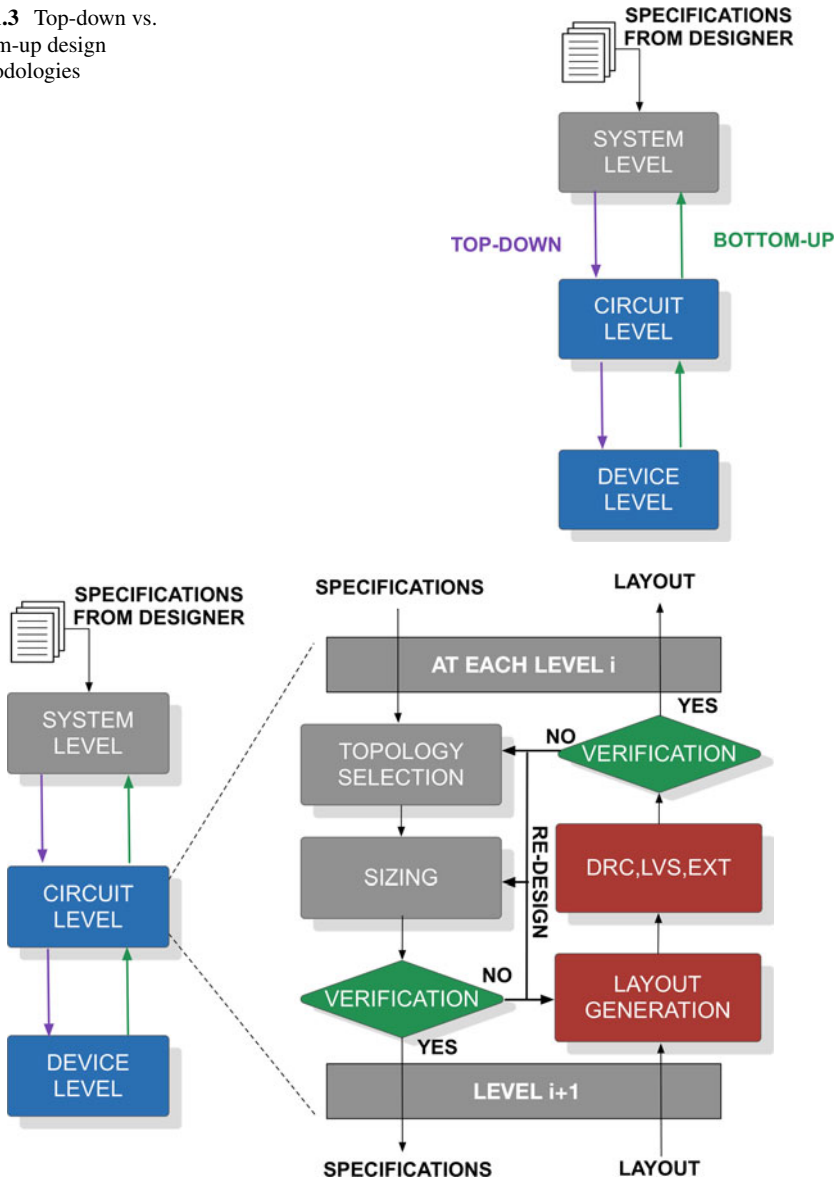 .3 Top-down vs.
m-up design
odologies
SPECIFICATIONS
FROM DESIGNER
SYSTEM
LEVEL
TOP-DOWN
BOTTOM-UP
CIRCUIT
LEVEL
DEVICE
LEVEL
SPECIFICATIONS
FROM DESIGNER
SYSTEM
LEVEL
CIRCUIT
LEVEL
DEVICE
LEVEL
SPECIFICATIONS
LAYOUT
AT EACH LEVEL i
YES
NO
TOPOLOGY
SELECTION
VERIFICATION
RE-DESIGN
SIZING
DRC,LVS,EXT
NO
VERIFICATION
LAYOUT
GENERATION
YES
LEVEL i+1
SPECIFICATIONS
LAYOUT